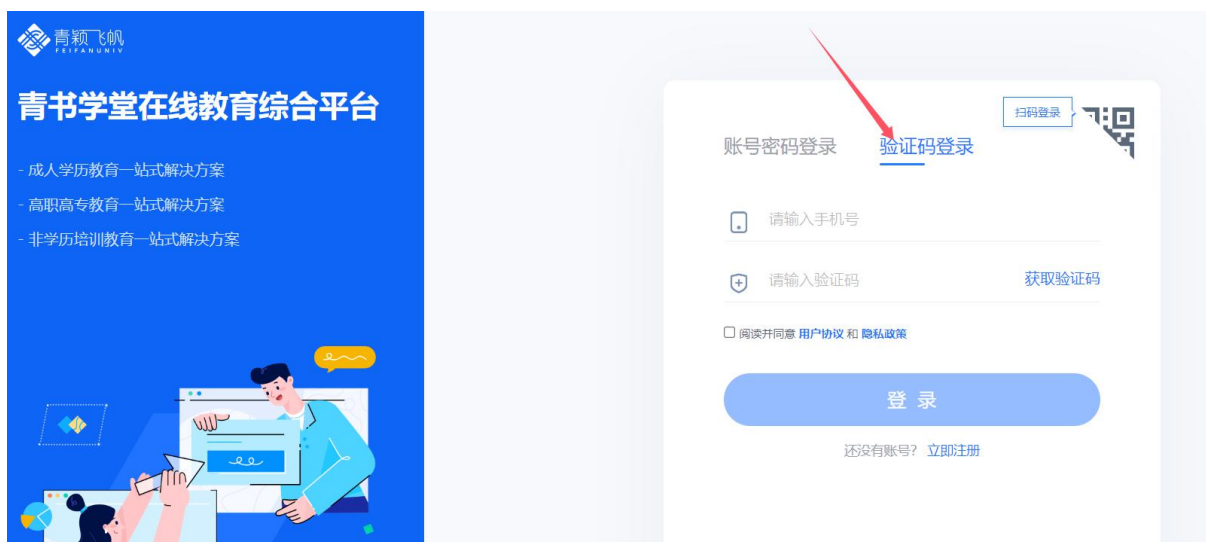 青颖飞帆
FEIFANUNIV
青书学堂在线教育综合平台
- 成人学历教育一站式解决方案
- 高职高专教育一站式解决方案
- 非学历培训教育一站式解决方案
扫码登录
账号密码登录 验证码登录
请输入手机号
请输入验证码 获取验证码
阅读并同意 用户协议 和 隐私政策
登 录
还没有账号？ 立即注册